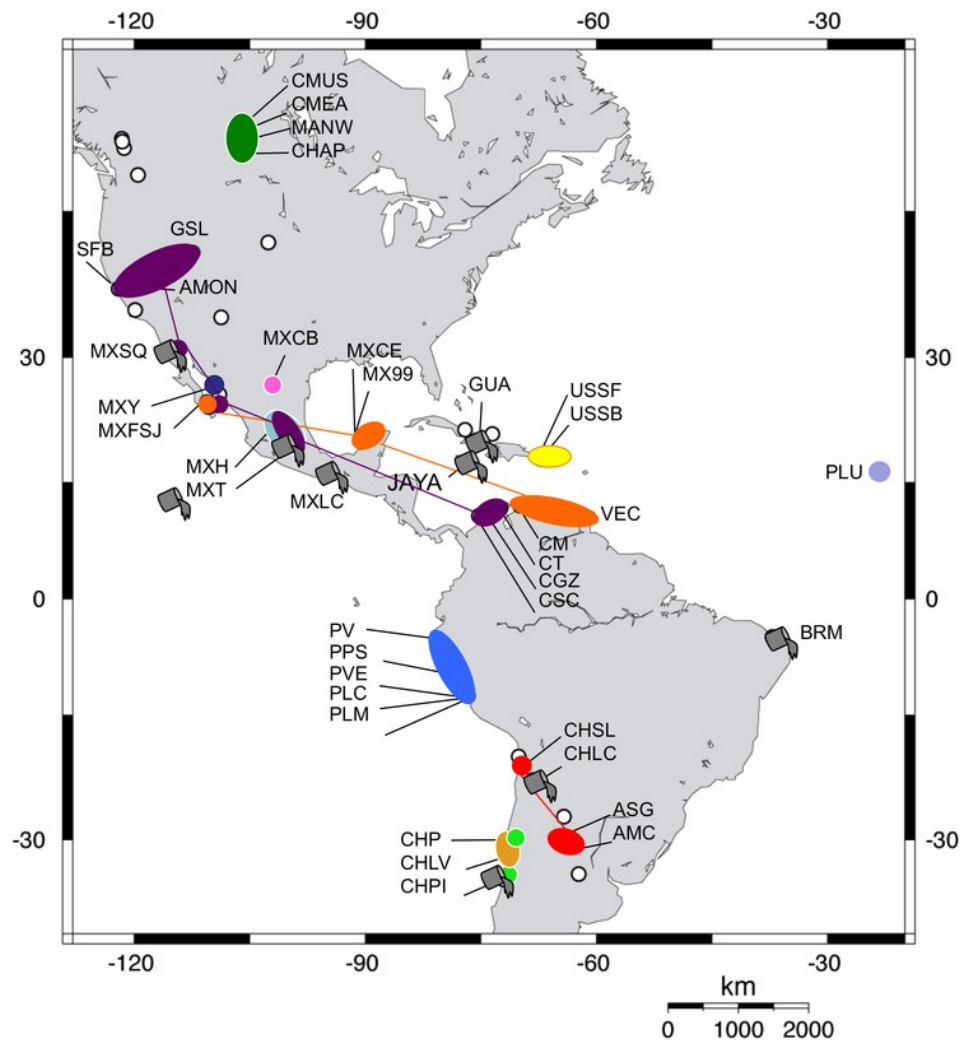 -120 -90 -60 -30
CMUS
CMEA
MANW
CHAP
GSL
SFB
AMON
30 30
MXSQ
MXCB
MXCE
MX99
GUA
USSF
USSB
MXY
MXFSJ
MXH
MXT
MXLC
JAYA
PLU
VEC
CM
CT
CGZ
CSC
0 0
BRM
PV
PPS
PVE
PLC
PLM
CHSL
CHLC
ASG
AMC
-30 -30
CHP
CHLV
CHPI
-120 -90 -60 -30
km
0 1000 2000